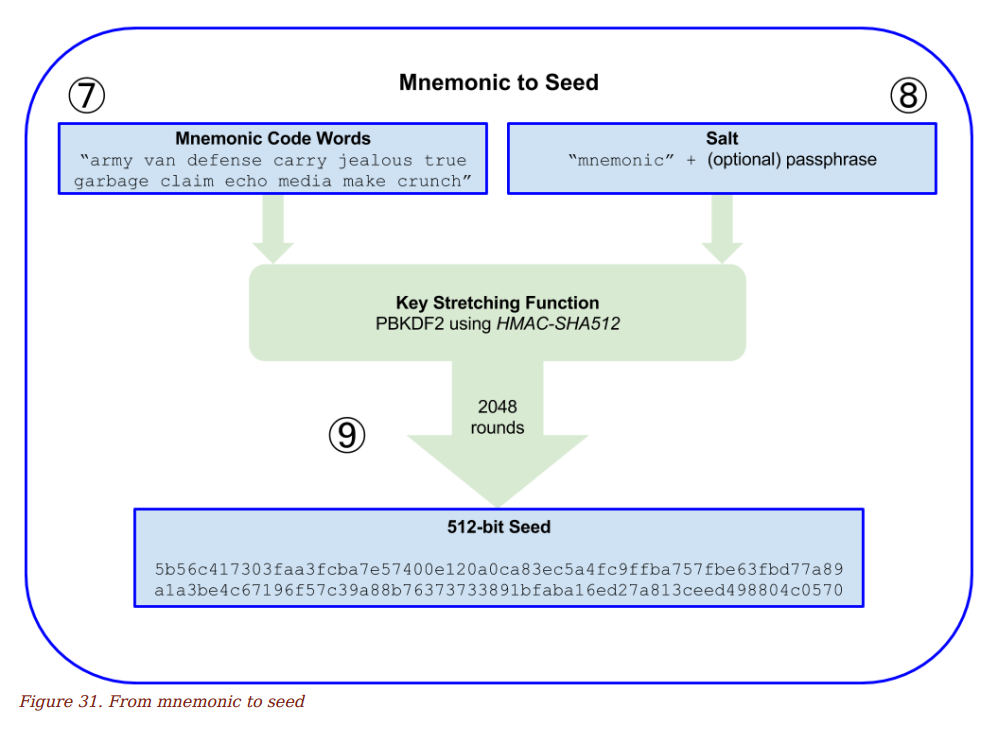 Mnemonic to Seed
⑦
⑧
Mnemonic Code Words
“army van defense carry jealous true
garbage claim echo media make crunch”
Salt
“mnemonic” + (optional) passphrase
Key Stretching Function
PBKDF2 using HMAC-SHA512
2048
rounds
⑨
512-bit Seed
5b56c417303faa3fcba7e57400e120a0ca83ec5a4fc9ffba757fbe63fbd77a89
a1a3be4c67196f57c39a88b76373733891bfaba16ed27a813ceed498804c0570
Figure 31. From mnemonic to seed